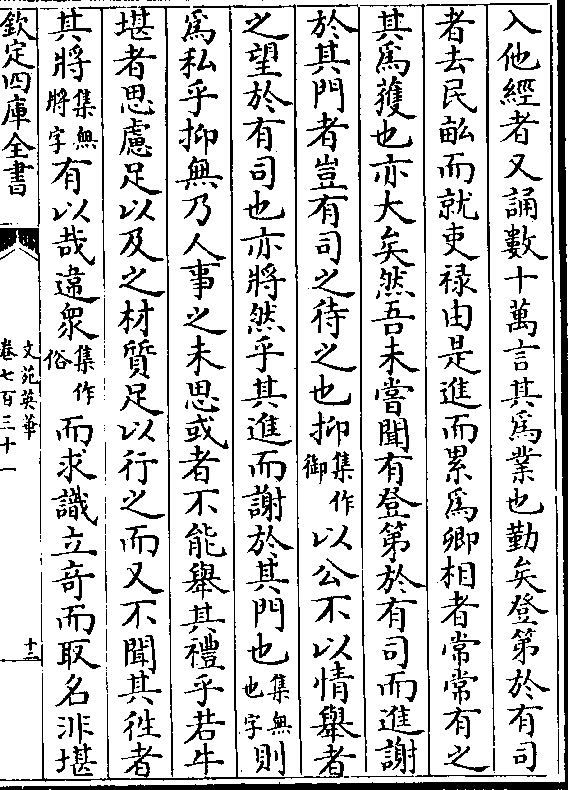 入他經者又誦數十萬言其爲業也勤矣登第於有司
者去民畝而就吏祿由是進而累爲卿相者常常有之
其爲獲也亦大矣然吾未嘗聞有登第於有司而進謝
於其門者豈有司之待之也抑集作御以公不以情舉者
之望於有司也亦將然乎其進而謝於其門也集無也字則
爲私乎抑無乃人事之未思或者不能舉其禮乎若牛
堪者思慮足以及之材質足以行之而又不聞其徃者
其將集無將字有以哉違衆集作俗而求識立奇而取名非堪
欽定四庫全書
文苑英華
卷七百三十一
十三